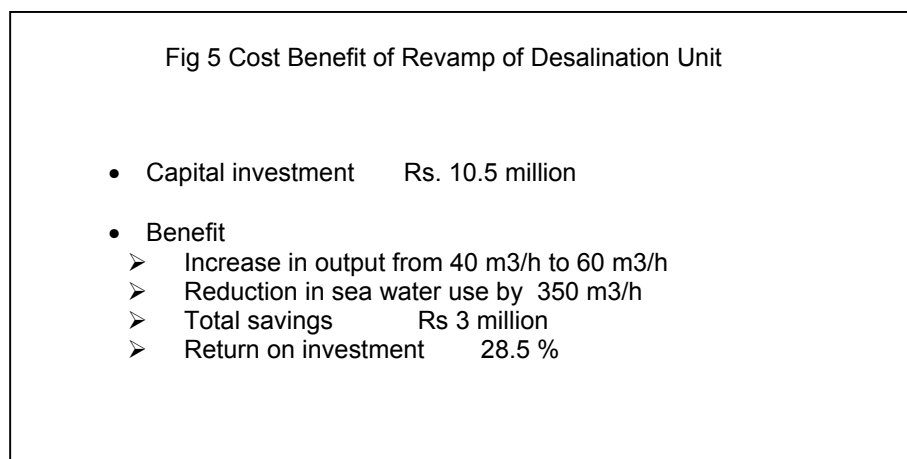 Fig 5 Cost Benefit of Revamp of Desalination Unit
• Capital investment Rs. 10.5 million
• Benefit
➢ Increase in output from 40 m3/h to 60 m3/h
➢ Reduction in sea water use by 350 m3/h
➢ Total savings Rs 3 million
➢ Return on investment 28.5 %